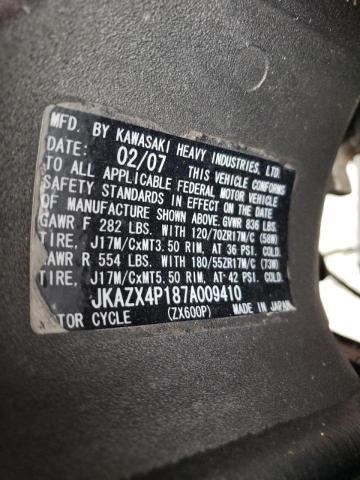 MFD. BY KAWASAKI HEAVY INDUSTRIES, LTD.
DATE: 02/07 THIS VEHICLE CONFORMS
TO ALL APPLICABLE FEDERAL MOTOR VEHICLE
SAFETY STANDARDS IN EFFECT ON THE DATE
OF MANUFACTURE SHOWN ABOVE. GVWR 836 LBS.
GAWR F 282 LBS. WITH 120/70ZR17M/C (58W)
TIRE, J17M/CxMT3.50 RIM, AT 36 PSI COLD.
GAWR R 554 LBS. WITH 180/55ZR17M/C (73W)
TIRE, J17M/CxMT5.50 RIM, AT 42 PSI COLD.
JKAZX4P187A009410
TOR CYCLE (ZX600P) MADE IN JAPAN